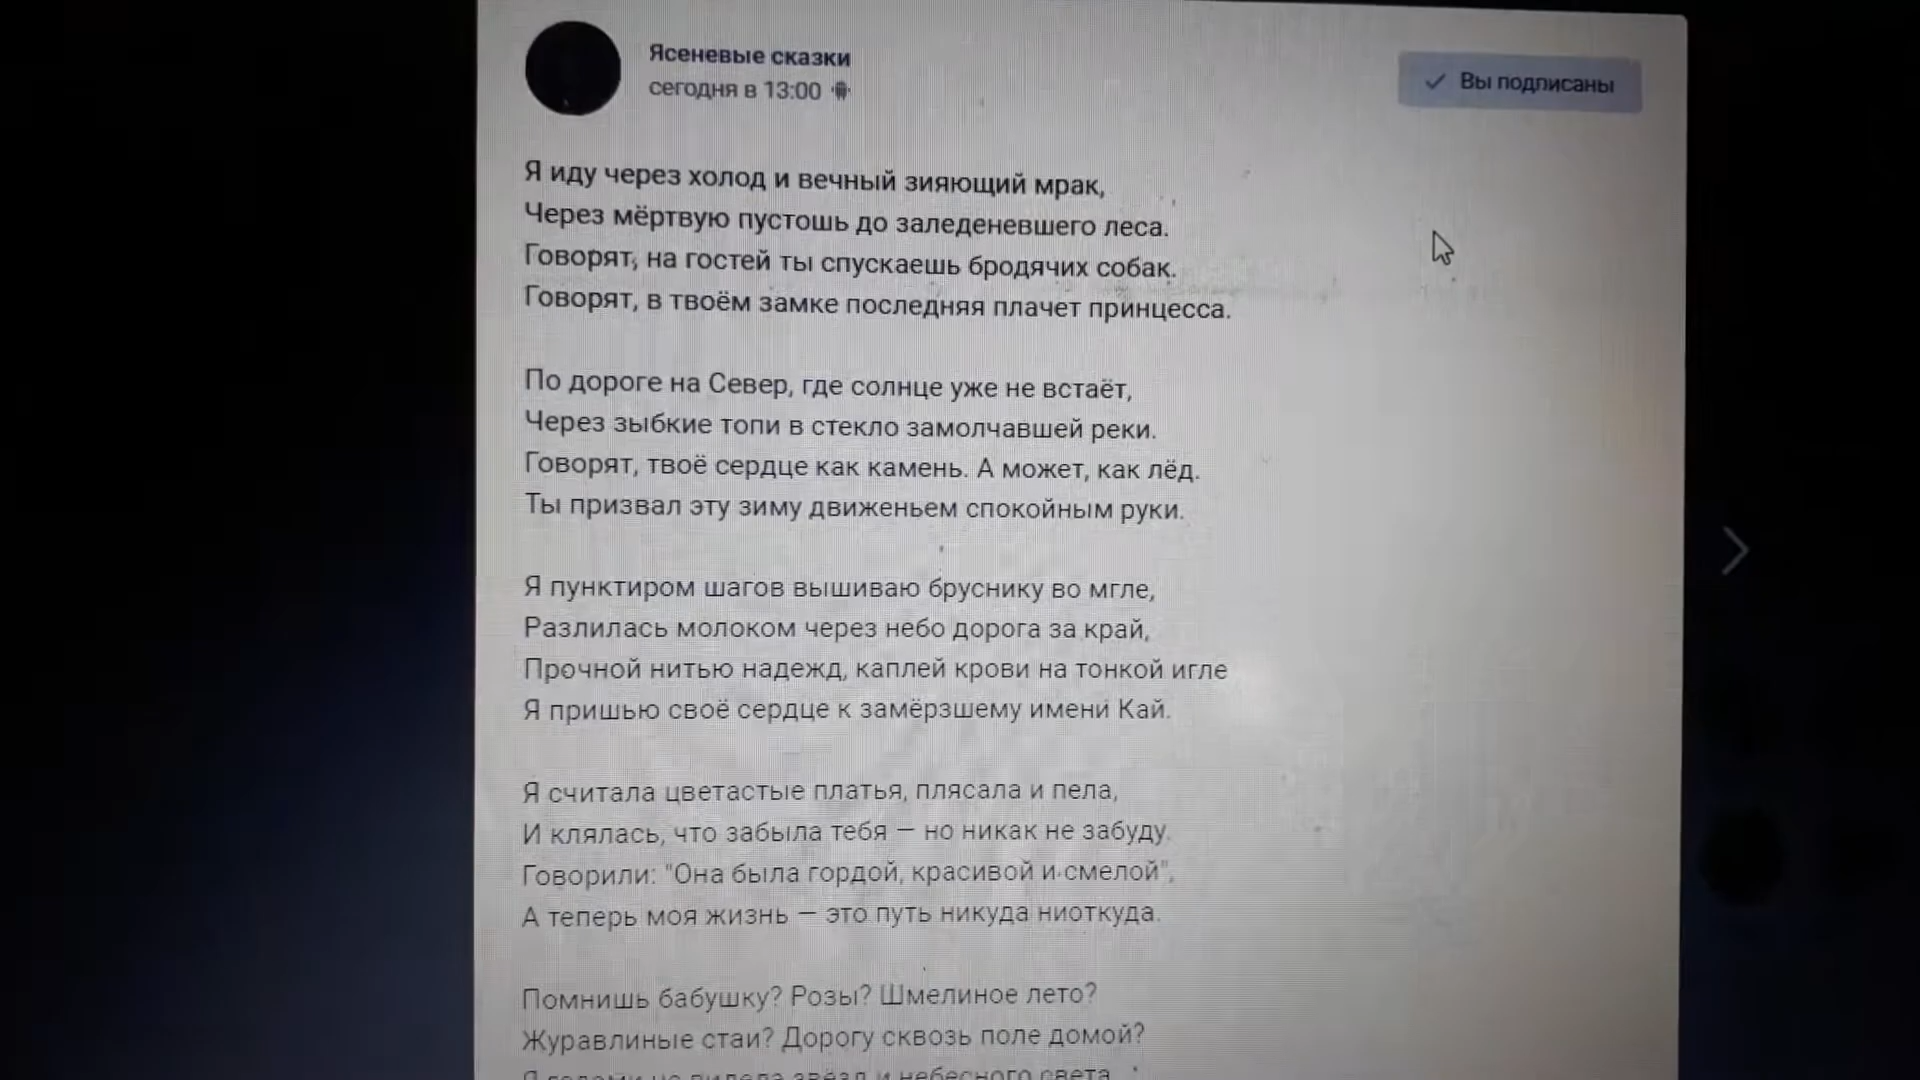 Ясеневые сказки
сегодня в 13:00
Вы подписаны
Я иду через холод и вечный зияющий мрак,
Через мёртвую пустошь до заледеневшего леса.
Говорят, на гостей ты спускаешь бродячих собак.
Говорят, в твоём замке последняя плачет принцесса.
По дороге на Север, где солнце уже не встаёт,
Через зыбкие топи в стекло замолчавшей реки.
Говорят, твоё сердце как камень. А может, как лёд.
Ты призвал эту зиму движеньем спокойным руки.
Я пунктиром шагов вышиваю бруснику во мгле,
Разлилась молоком через небо дорога за край,
Прочной нитью надежд, каплей крови на тонкой игле
Я пришью своё сердце к замёрзшему имени Кай.
Я считала цветастые платья, плясала и пела,
И клялась, что забыла тебя — но никак не забуду.
Говорили: "Она была гордой, красивой и смелой",
А теперь моя жизнь — это путь никуда ниоткуда.
Помнишь бабушку? Розы? Шмелиное лето?
Журавлиные стаи? Дорогу сквозь поле домой?
Я годами не видела звёзд и небесного света